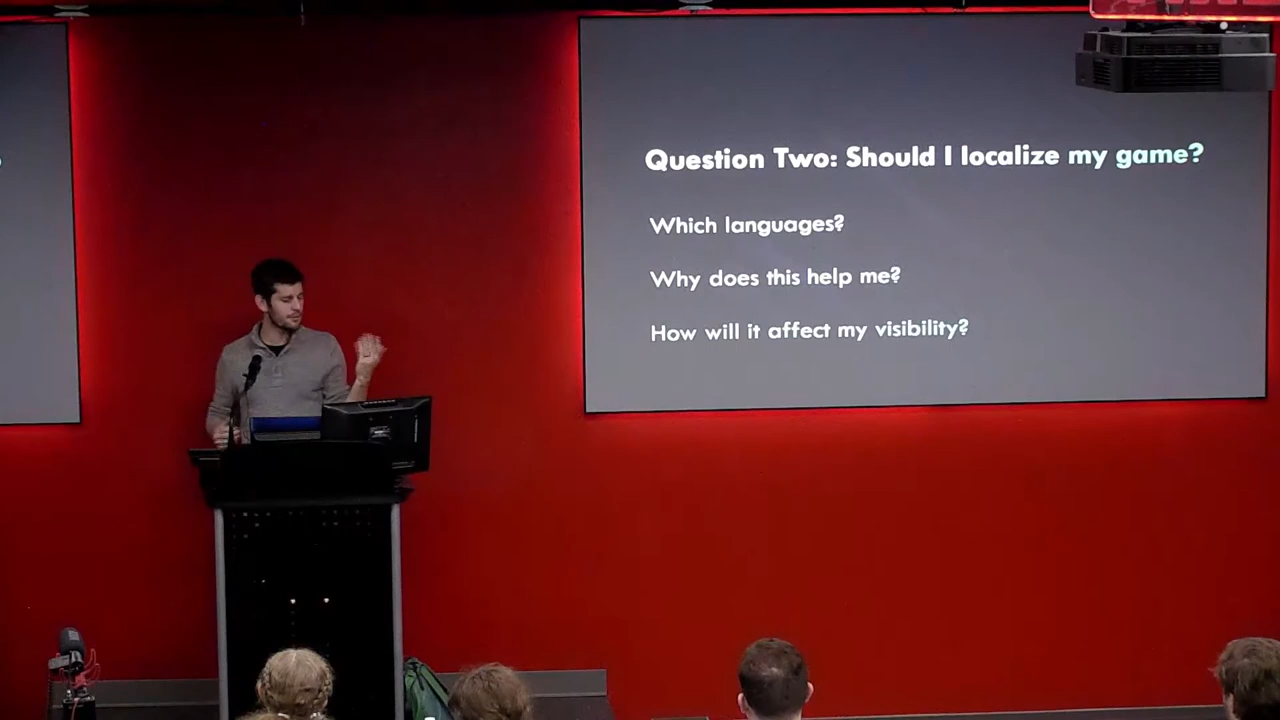 Question Two: Should I localize my game?
Which languages?
Why does this help me?
How will it affect my visibility?